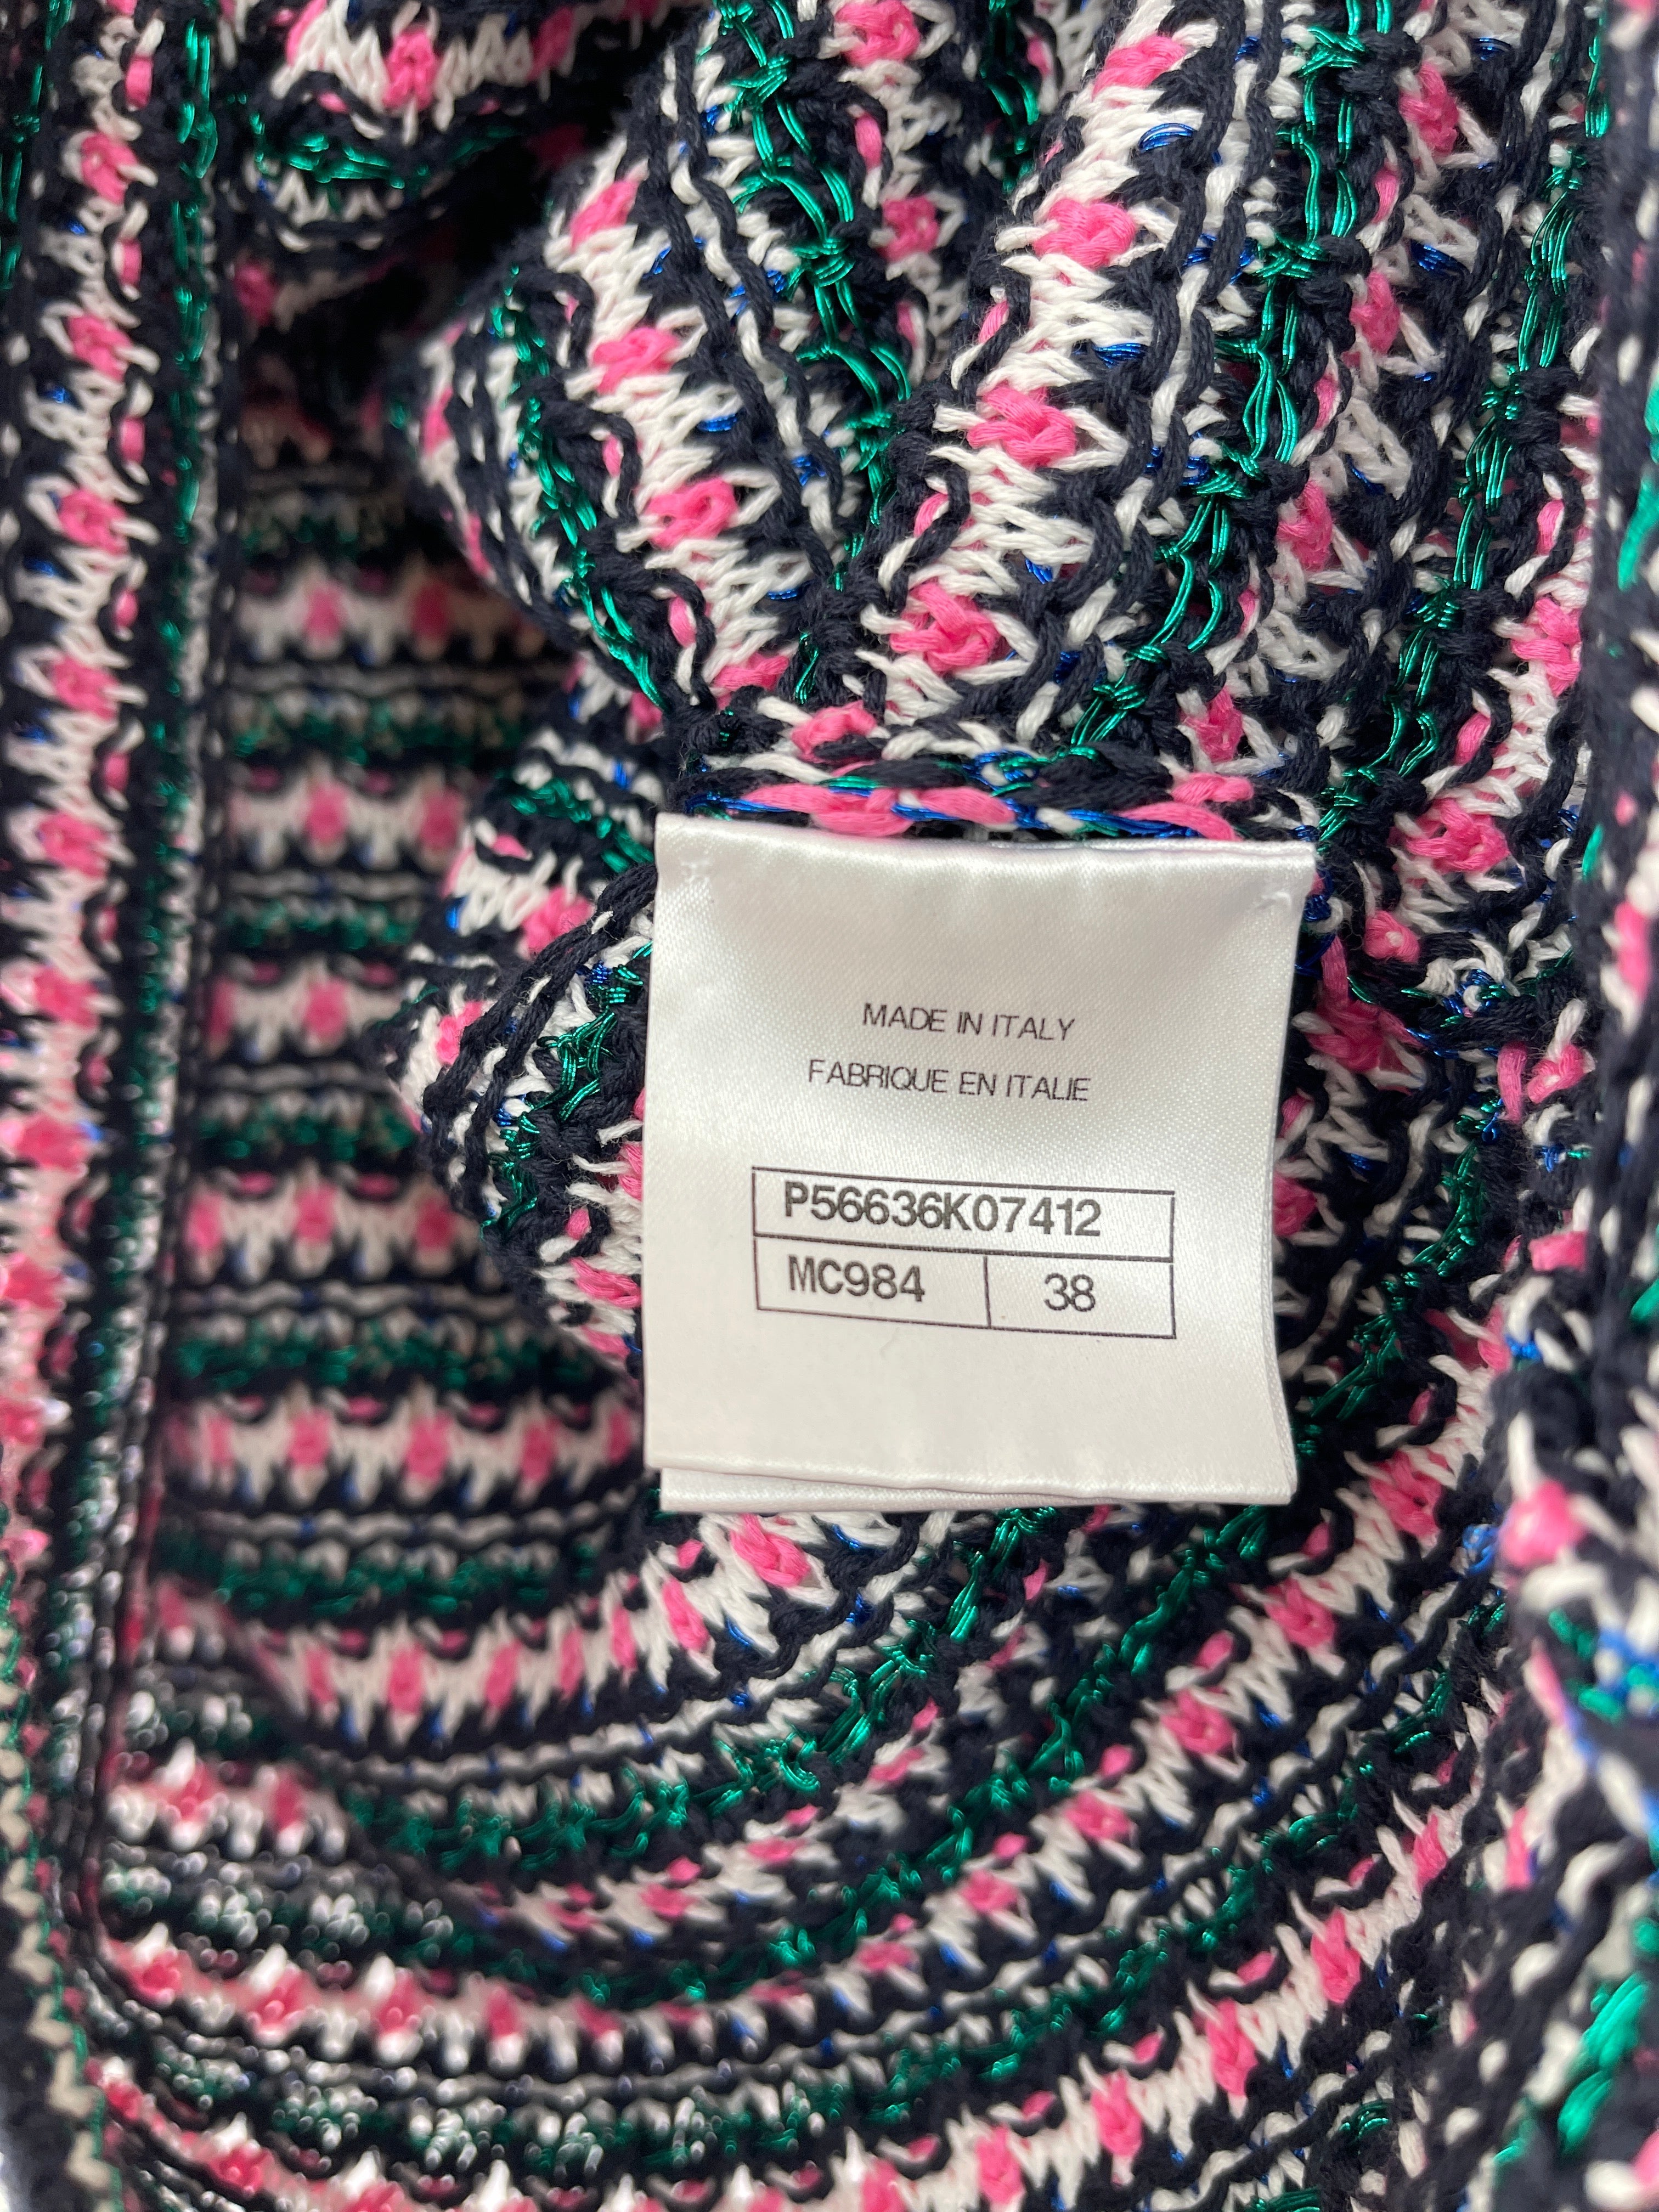 MADE IN ITALY
FABRIQUE EN ITALIE
P56636K07412
MC984 38